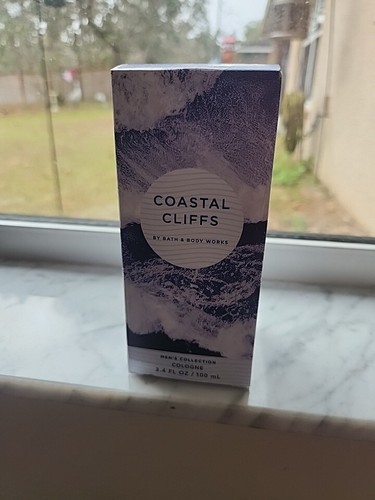 COASTAL
CLIFFS
BY BATH & BODY WORKS
MEN'S COLLECTION
COLOGNE
3.4 FL OZ / 100 mL